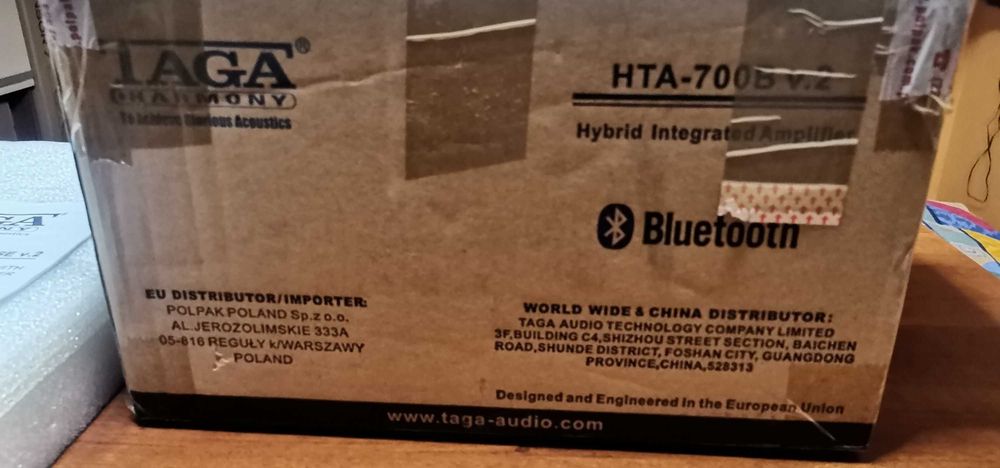 TAGA®
HARMONY
To Achieve Glorious Acoustics
HTA-700B v.2
Hybrid Integrated Amplifier
Bluetooth
EU DISTRIBUTOR/IMPORTER:
POLPAK POLAND Sp.z o.o.
AL.JEROZOLIMSKIE 333A
05-816 REGUŁY k/WARSZAWY
POLAND
WORLD WIDE & CHINA DISTRIBUTOR:
TAGA AUDIO TECHNOLOGY COMPANY LIMITED
3F,BUILDING C4,SHIZHOU STREET SECTION, BAICHEN
ROAD,SHUNDE DISTRICT, FOSHAN CITY, GUANGDONG
PROVINCE,CHINA,528313
Designed and Engineered in the European Union
www.taga-audio.com